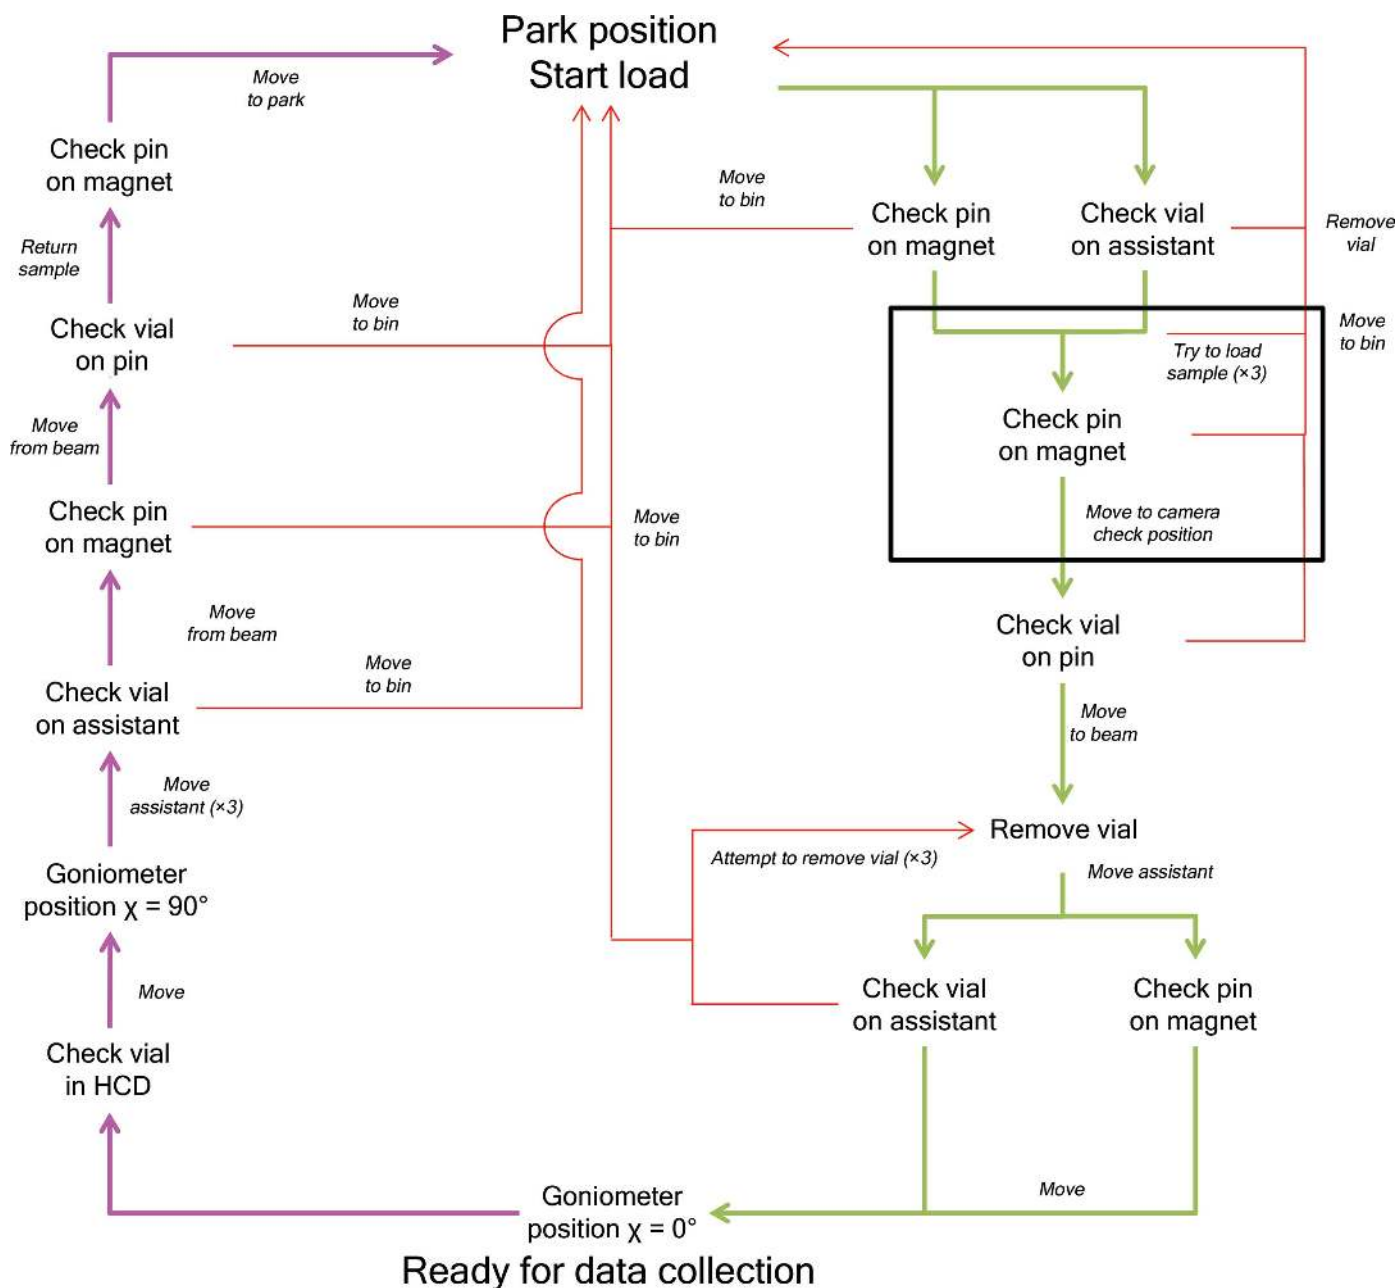 Park position
Start load
Move
to park
Check pin
on magnet
Move
to bin
Check pin
on magnet
Check vial
on assistant
Remove
vial
Return
sample
Check vial
on pin
Move
to bin
Move
to bin
Try to load
sample (×3)
Check pin
on magnet
Move
from beam
Check pin
on magnet
Move
to bin
Move to camera
check position
Move
from beam
Check vial
on pin
Check vial
on assistant
Move
to bin
Move
to beam
Move
assistant (×3)
Remove vial
Attempt to remove vial (×3)
Move assistant
Goniometer
position χ = 90°
Move
Check vial
on assistant
Check pin
on magnet
Check vial
in HCD
Goniometer
position χ = 0°
Move
Ready for data collection